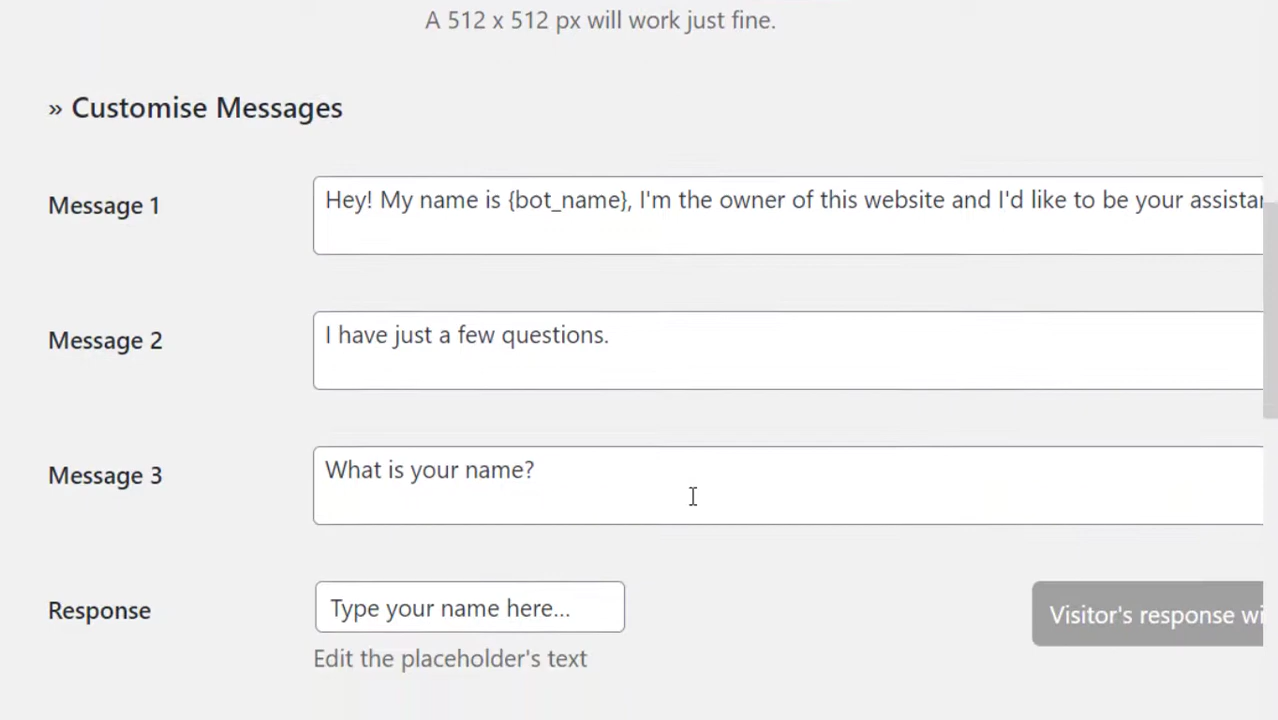 A 512 x 512 px will work just fine.
» Customise Messages
Message 1
Hey! My name is {bot_name}, I'm the owner of this website and I'd like to be your
Message 2
I have just a few questions.
Message 3
What is your name?
Response
Type your name here...
Visitor's response
Edit the placeholder's text